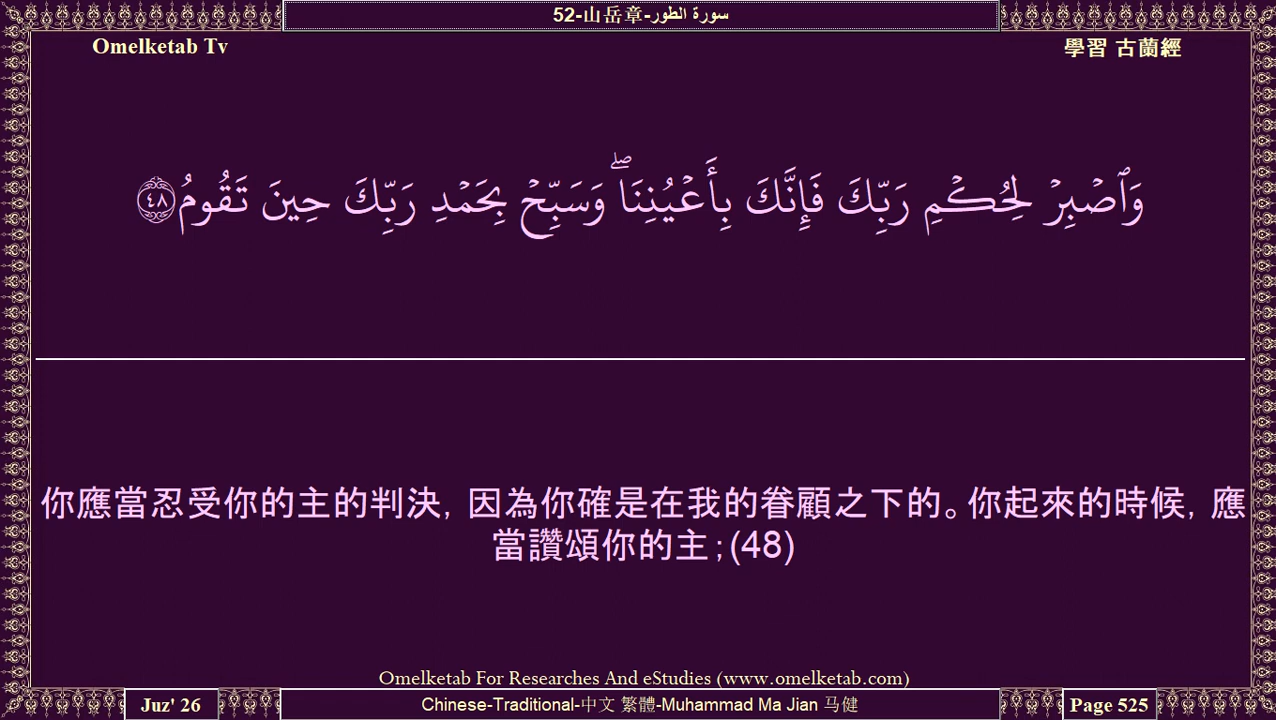 52-山岳章-سورة الطور
Omelketab Tv
學習 古蘭經
وَٱصۡبِرۡ لِحُكۡمِ رَبِّكَ فَإِنَّكَ بِأَعۡيُنِنَاۖ وَسَبِّحۡ بِحَمۡدِ رَبِّكَ حِينَ تَقُومُ ٤٨
你應當忍受你的主的判決，因為你確是在我的眷顧之下的。你起來的時候，應
當讚頌你的主；(48)
Omelketab For Researches And eStudies (www.omelketab.com)
Juz' 26
Chinese-Traditional-中文 繁體-Muhammad Ma Jian 马健
Page 525